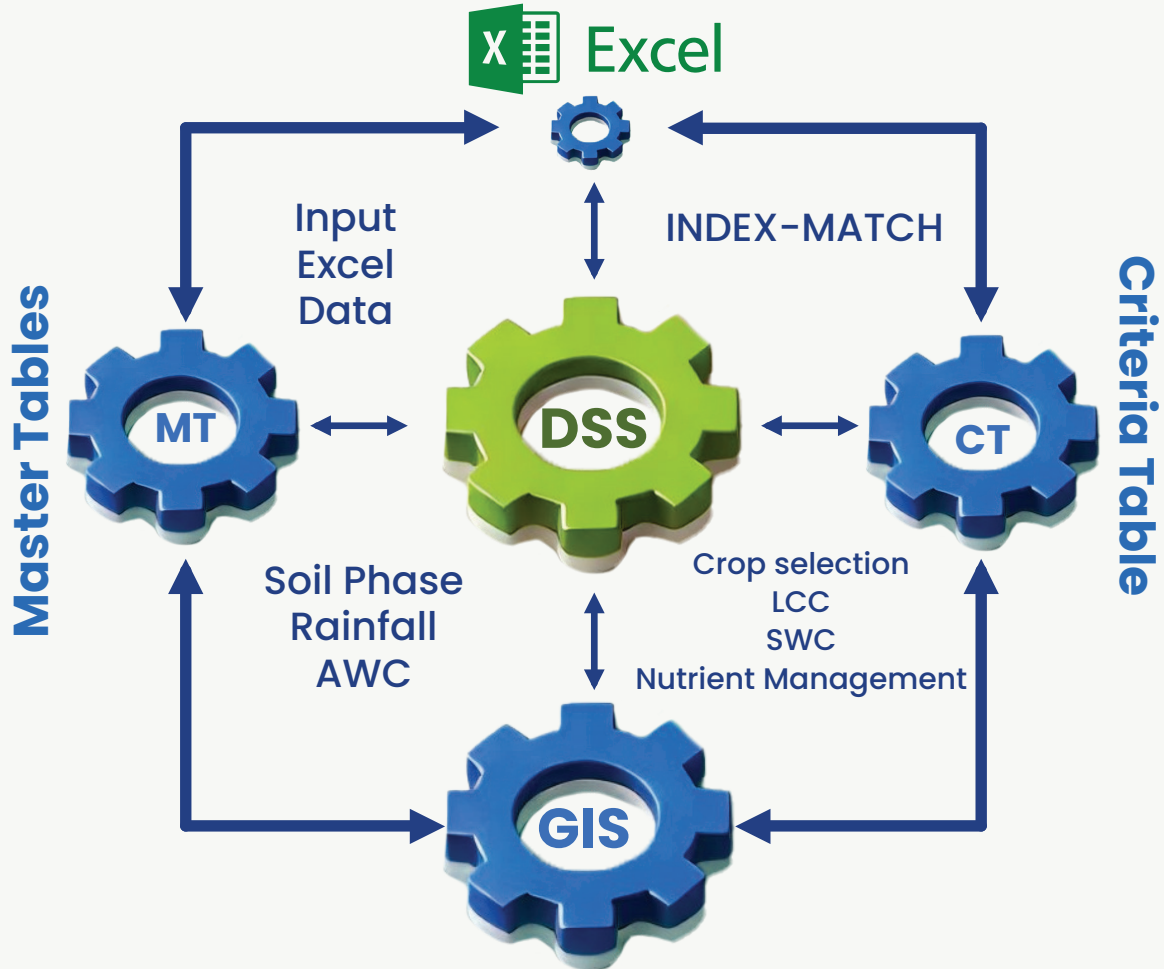 X Excel
Input
Excel
Data
INDEX-MATCH
Master Tables
MT
DSS
CT
Criteria Table
Soil Phase
Rainfall
AWC
Crop selection
LCC
SWC
Nutrient Management
GIS